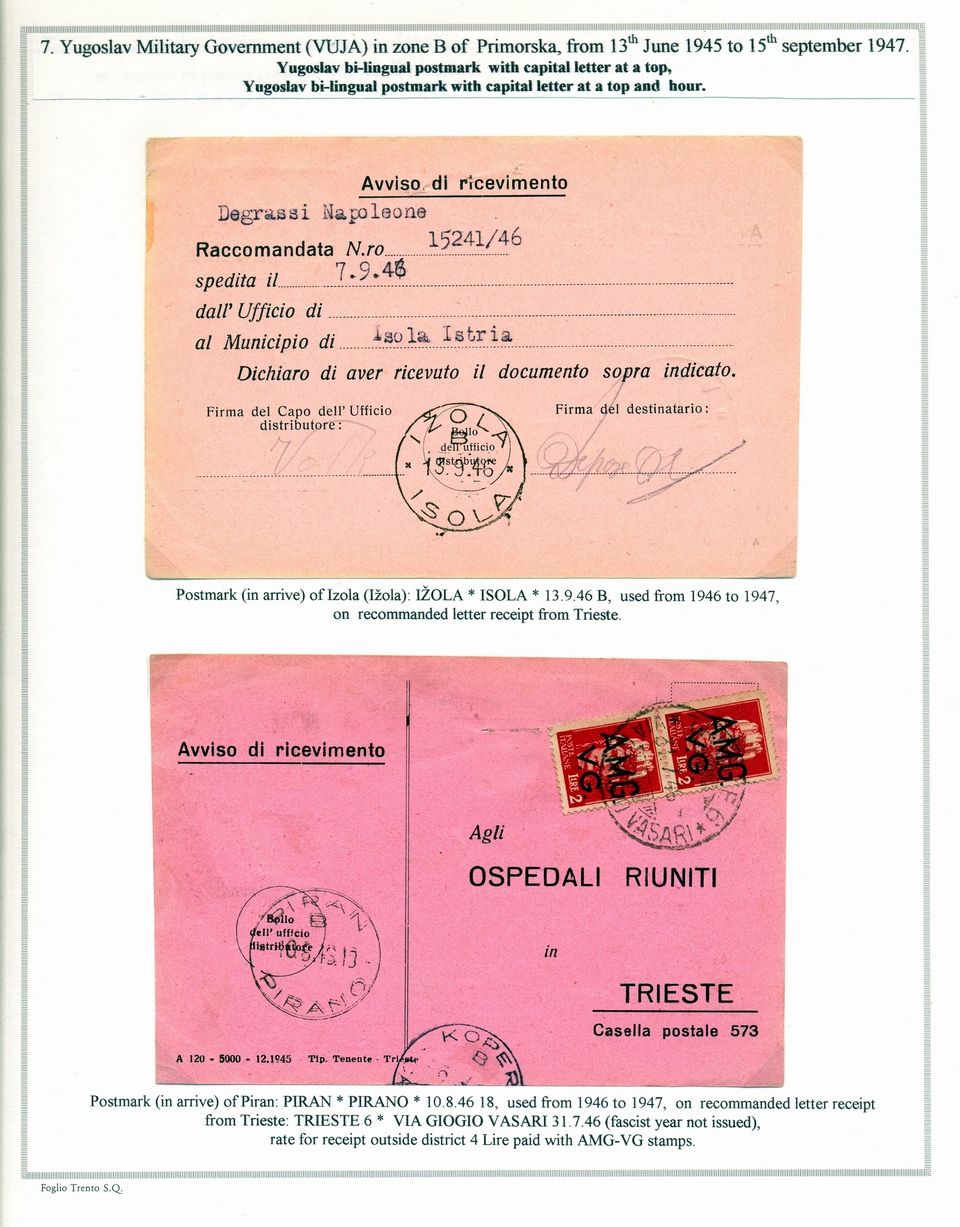 7. Yugoslav Military Government (VUJA) in zone B of Primorska, from 13th June 1945 to 15th september 1947.
Yugoslav bi-lingual postmark with capital letter at a top,
Yugoslav bi-lingual postmark with capital letter at a top and hour.
Avviso di ricevimento
Degrassi Napoleone
Raccomandata N.ro 15241/46
spedita il 7.9.46
dall' Ufficio di
al Municipio di Isola Istria
Dichiaro di aver ricevuto il documento sopra indicato.
Firma del Capo dell' Ufficio
distributore:
Firma del destinatario:
IŽOLA
B
Bollo
dell' ufficio
distributore
* 13.9.46 *
ISOLA
Postmark (in arrive) of Izola (Ižola): IŽOLA * ISOLA * 13.9.46 B, used from 1946 to 1947,
on recommanded letter receipt from Trieste.
Avviso di ricevimento
POSTE ITALIANE
LIRE 2
AMG
VG
POSTE ITALIANE
LIRE 2
AMG
VG
VASARI *
Agli
OSPEDALI RIUNITI
in
TRIESTE
Casella postale 573
PIRAN
B
Bollo
dell' ufficio
distributore
PIRANO
KOPER
B
A 120 - 5000 - 12.1945 Tip. Tenente - Trieste
Postmark (in arrive) of Piran: PIRAN * PIRANO * 10.8.46 18, used from 1946 to 1947, on recommanded letter receipt
from Trieste: TRIESTE 6 * VIA GIOGIO VASARI 31.7.46 (fascist year not issued),
rate for receipt outside district 4 Lire paid with AMG-VG stamps.
Foglio Trento S.Q.